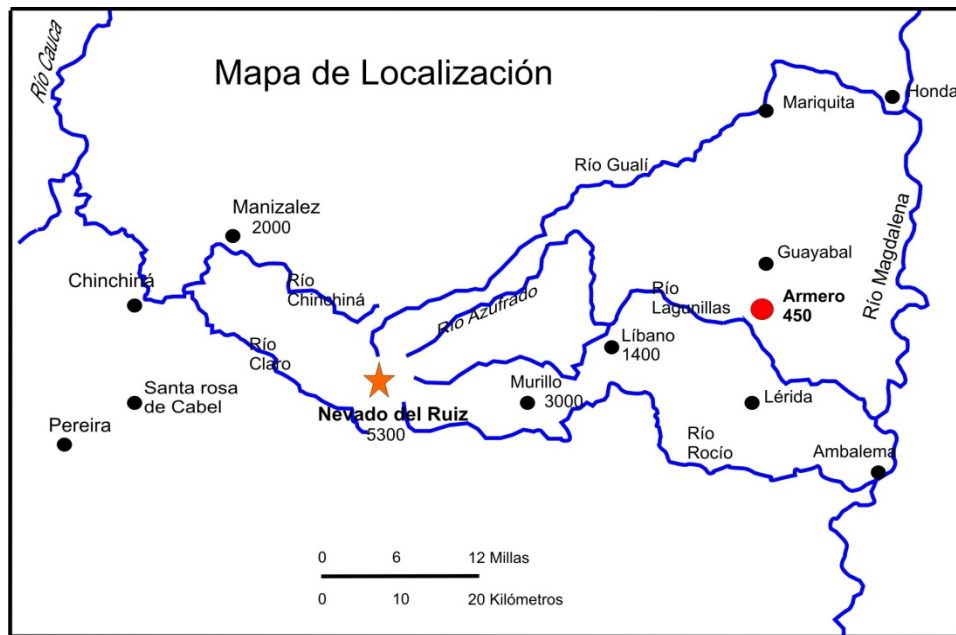 Mapa de Localización
Río Cauca
Honda
Mariquita
Río Gualí
Manizalez
2000
Guayabal
Río Magdalena
Chinchiná
Río
Chinchiná
Río Azufrado
Río
Lagunillas
Armero
450
Líbano
1400
Río
Claro
Santa rosa
de Cabel
Nevado del Ruiz
5300
Murillo
3000
Lérida
Pereira
Río
Rocío
Ambalema
0 6 12 Millas
0 10 20 Kilómetros